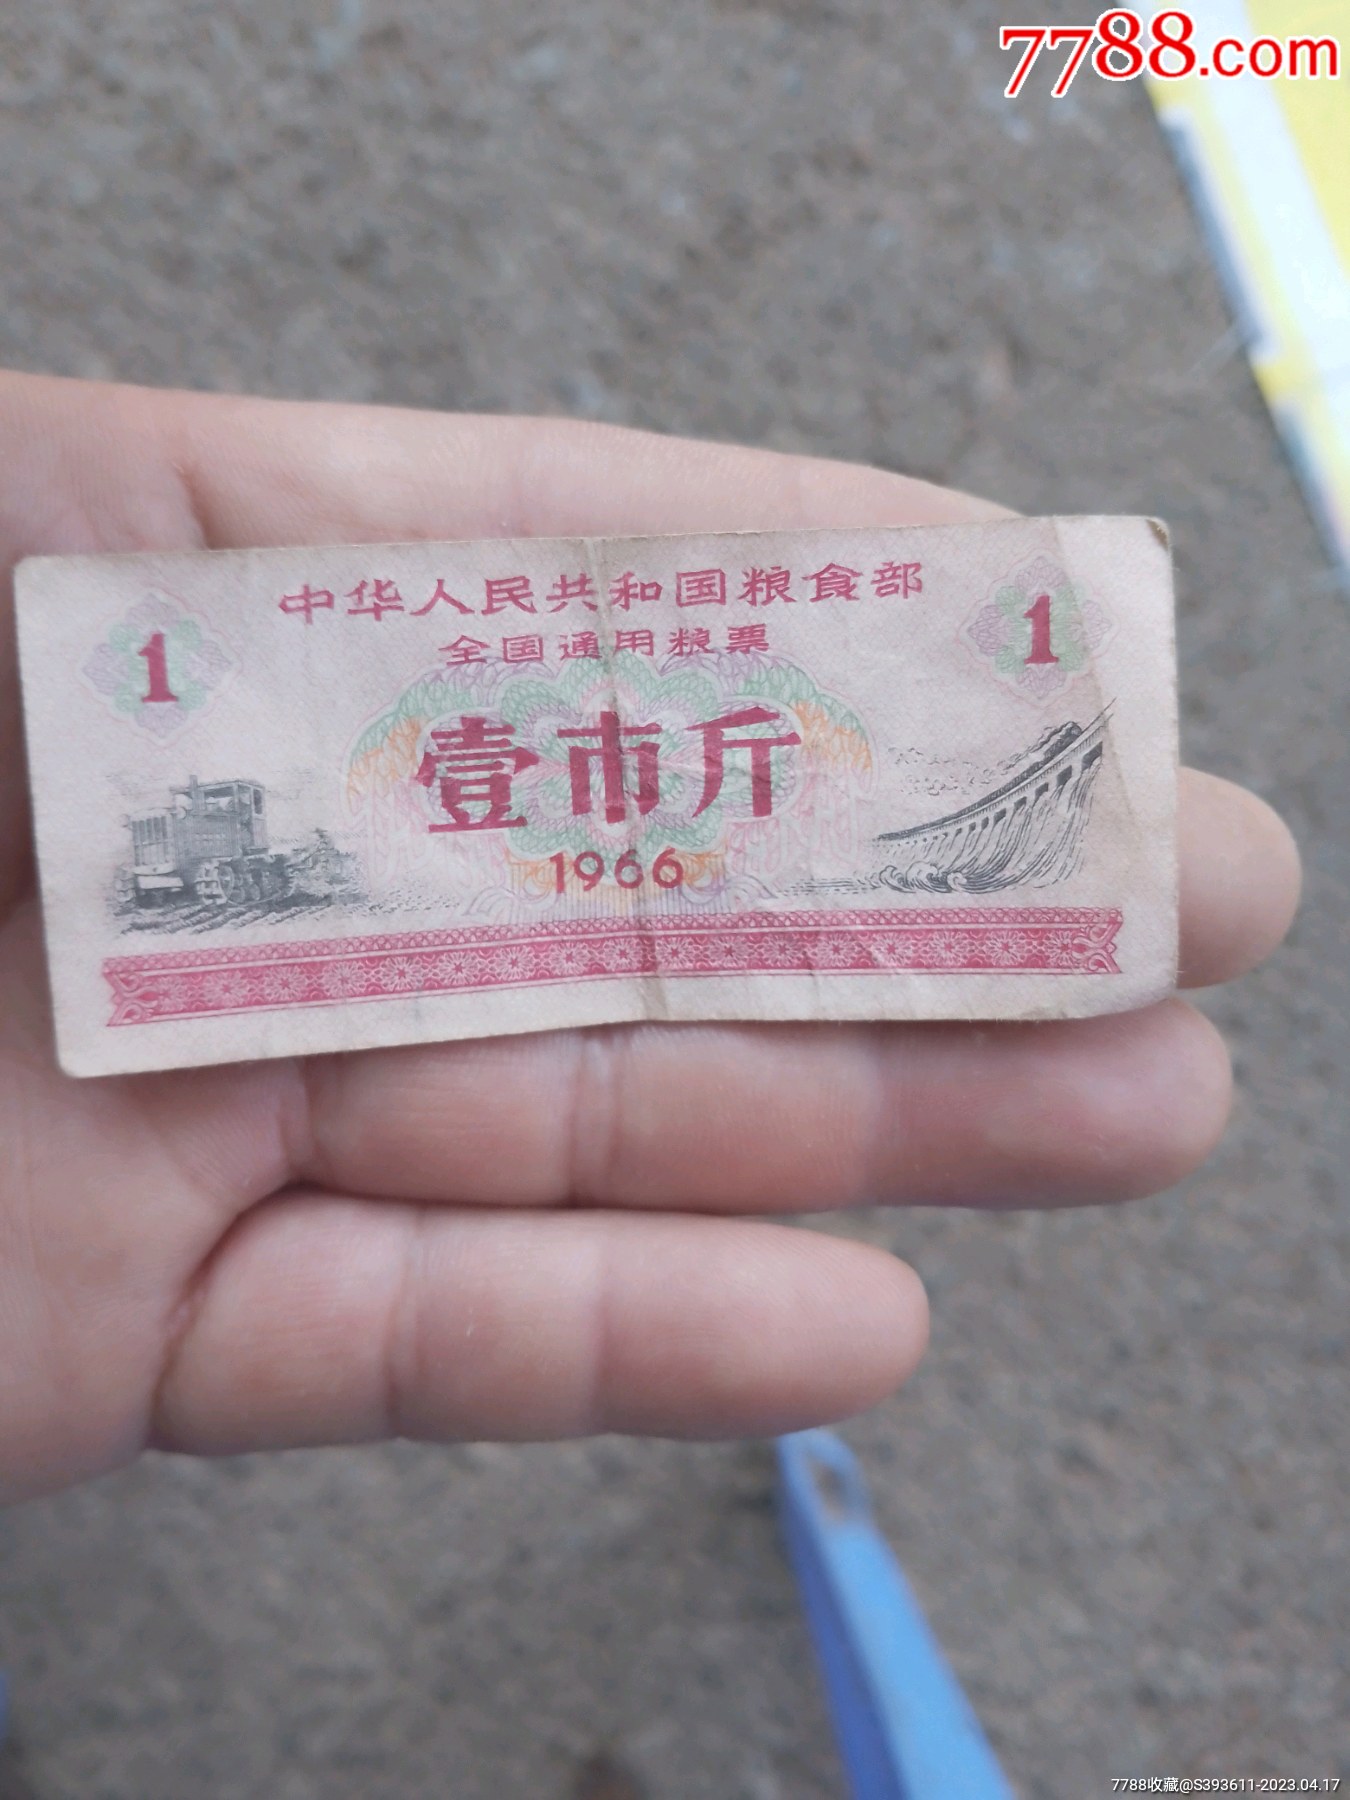 7788.com
中华人民共和国粮食部
全国通用粮票
1
1
壹市斤
1966
7788收藏@S393611-2023.04.17